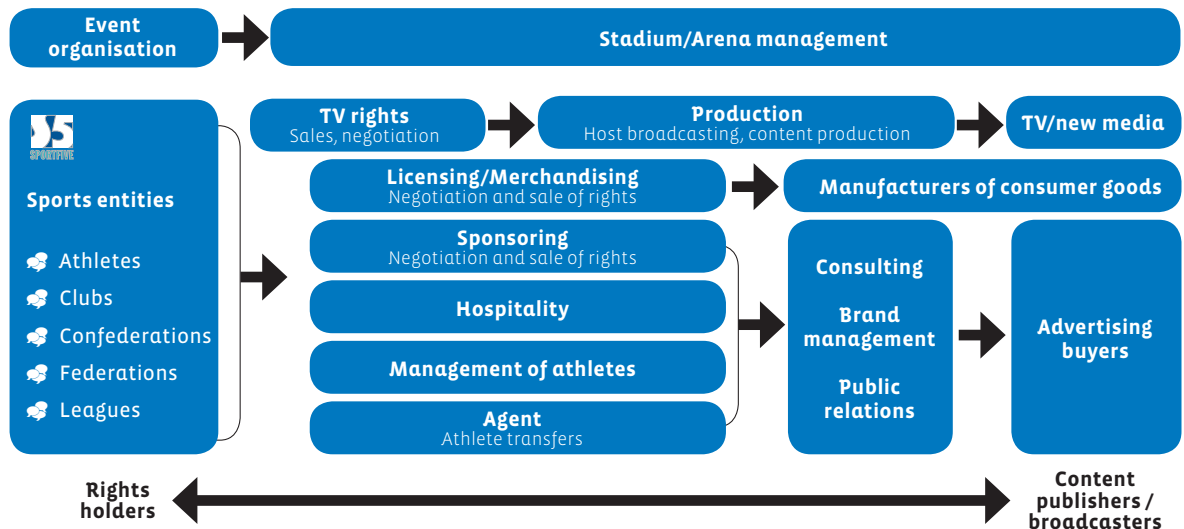 Event
organisation
Stadium/Arena management
SPORTFIVE
Sports entities
Athletes
Clubs
Confederations
Federations
Leagues
TV rights
Sales, negotiation
Production
Host broadcasting, content production
TV/new media
Licensing/Merchandising
Negotiation and sale of rights
Manufacturers of consumer goods
Sponsoring
Negotiation and sale of rights
Hospitality
Management of athletes
Agent
Athlete transfers
Consulting
Brand
management
Public
relations
Advertising
buyers
Rights
holders
Content
publishers /
broadcasters